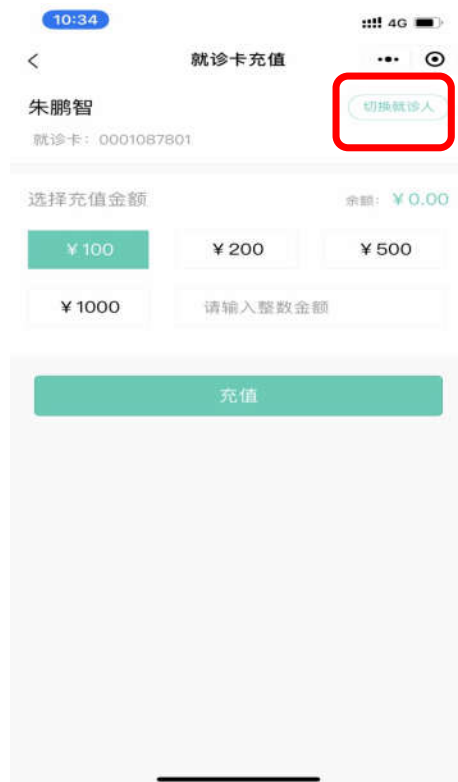 10:34 4G
就诊卡充值
朱鹏智 切换就诊人
就诊卡：0001087801
选择充值金额 余额：￥0.00
￥100 ￥200 ￥500
￥1000 请输入整数金额
充值